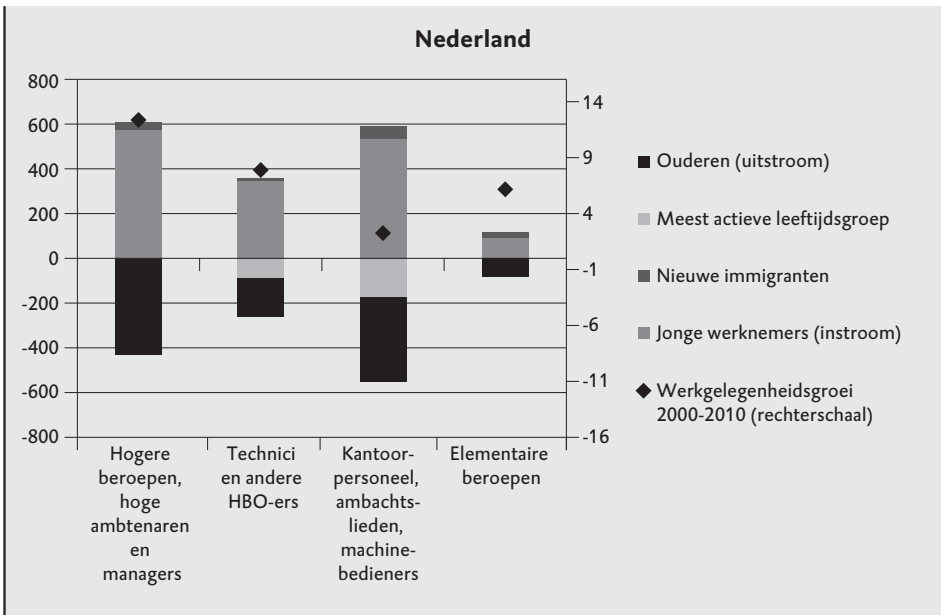 Nederland
800
600
400
200
0
-200
-400
-600
-800
14
9
4
-1
-6
-11
-16
Ouderen (uitstroom)
Meest actieve leeftijdsgroep
Nieuwe immigranten
Jonge werknemers (instroom)
Werkgelegenheidsgroei
2000-2010 (rechterschaal)
Hogere
beroepen,
hoge
ambtenaren
en
managers
Technici
en andere
HBO-ers
Kantoor-
personeel,
ambachts-
lieden,
machine-
bedieners
Elementaire
beroepen